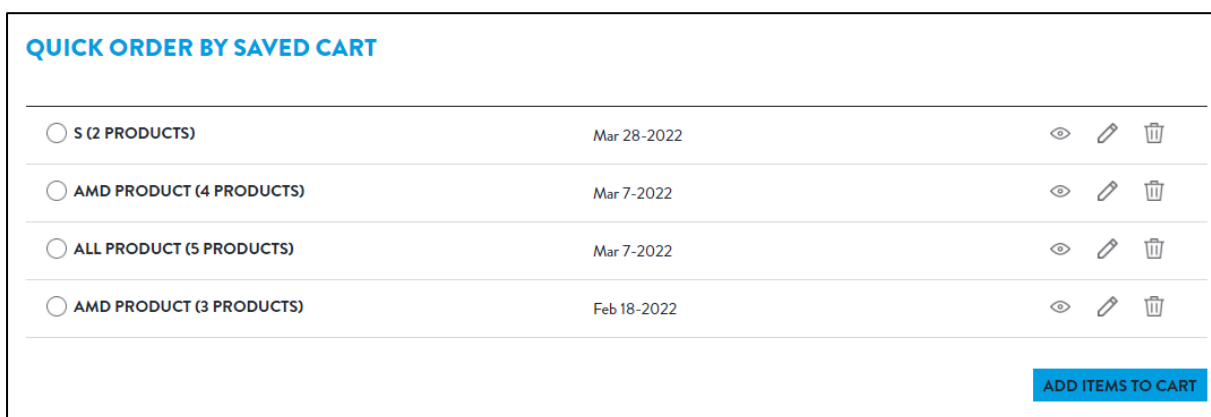 QUICK ORDER BY SAVED CART
S (2 PRODUCTS) Mar 28-2022
AMD PRODUCT (4 PRODUCTS) Mar 7-2022
ALL PRODUCT (5 PRODUCTS) Mar 7-2022
AMD PRODUCT (3 PRODUCTS) Feb 18-2022
ADD ITEMS TO CART